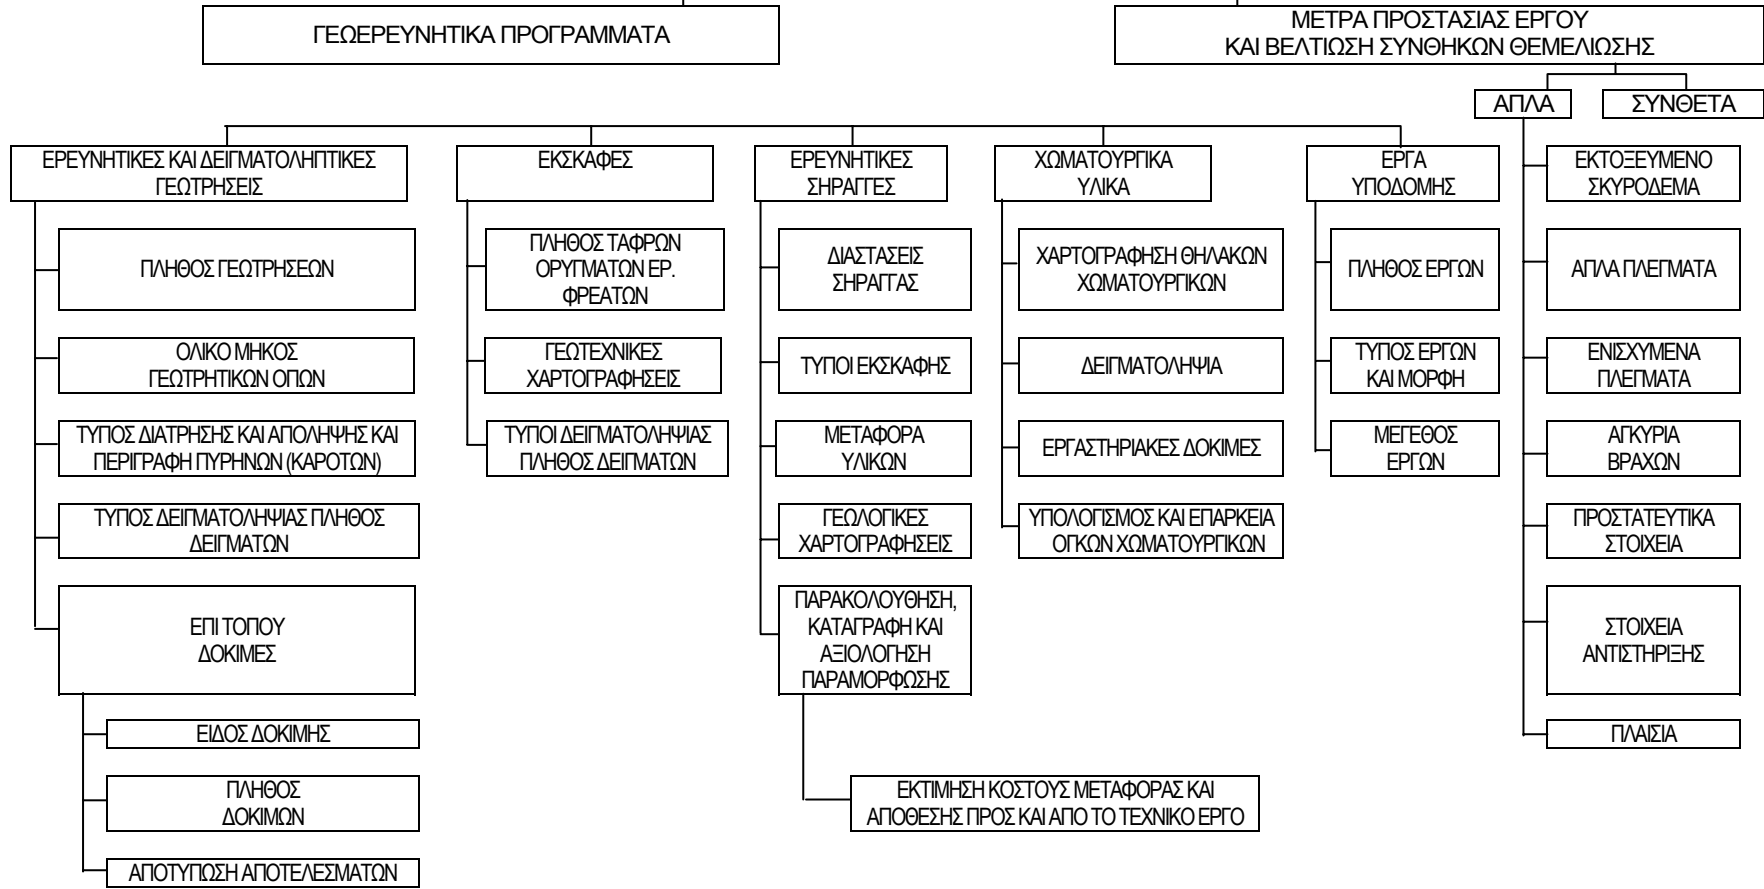 ΓΕΩΕΡΕΥΝΗΤΙΚΑ ΠΡΟΓΡΑΜΜΑΤΑ
ΜΕΤΡΑ ΠΡΟΣΤΑΣΙΑΣ ΕΡΓΟΥ
ΚΑΙ ΒΕΛΤΙΩΣΗ ΣΥΝΘΗΚΩΝ ΘΕΜΕΛΙΩΣΗΣ
ΑΠΛΑ
ΣΥΝΘΕΤΑ
ΕΡΕΥΝΗΤΙΚΕΣ ΚΑΙ ΔΕΙΓΜΑΤΟΛΗΠΤΙΚΕΣ
ΓΕΩΤΡΗΣΕΙΣ
ΠΛΗΘΟΣ ΓΕΩΤΡΗΣΕΩΝ
ΟΛΙΚΟ ΜΗΚΟΣ
ΓΕΩΤΡΗΤΙΚΩΝ ΟΠΩΝ
ΤΥΠΟΣ ΔΙΑΤΡΗΣΗΣ ΚΑΙ ΑΠΟΛΗΨΗΣ ΚΑΙ
ΠΕΡΙΓΡΑΦΗ ΠΥΡΗΝΩΝ (ΚΑΡΟΤΩΝ)
ΤΥΠΟΣ ΔΕΙΓΜΑΤΟΛΗΨΙΑΣ ΠΛΗΘΟΣ
ΔΕΙΓΜΑΤΩΝ
ΕΠΙ ΤΟΠΟΥ
ΔΟΚΙΜΕΣ
ΕΙΔΟΣ ΔΟΚΙΜΗΣ
ΠΛΗΘΟΣ
ΔΟΚΙΜΩΝ
ΑΠΟΤΥΠΩΣΗ ΑΠΟΤΕΛΕΣΜΑΤΩΝ
ΕΚΣΚΑΦΕΣ
ΠΛΗΘΟΣ ΤΑΦΡΩΝ
ΟΡΥΓΜΑΤΩΝ ΕΡ.
ΦΡΕΑΤΩΝ
ΓΕΩΤΕΧΝΙΚΕΣ
ΧΑΡΤΟΓΡΑΦΗΣΕΙΣ
ΤΥΠΟΙ ΔΕΙΓΜΑΤΟΛΗΨΙΑΣ
ΠΛΗΘΟΣ ΔΕΙΓΜΑΤΩΝ
ΕΡΕΥΝΗΤΙΚΕΣ
ΣΗΡΑΓΓΕΣ
ΔΙΑΣΤΑΣΕΙΣ
ΣΗΡΑΓΓΑΣ
ΤΥΠΟΙ ΕΚΣΚΑΦΗΣ
ΜΕΤΑΦΟΡΑ
ΥΛΙΚΩΝ
ΓΕΩΛΟΓΙΚΕΣ
ΧΑΡΤΟΓΡΑΦΗΣΕΙΣ
ΠΑΡΑΚΟΛΟΥΘΗΣΗ,
ΚΑΤΑΓΡΑΦΗ ΚΑΙ
ΑΞΙΟΛΟΓΗΣΗ
ΠΑΡΑΜΟΡΦΩΣΗΣ
ΕΚΤΙΜΗΣΗ ΚΟΣΤΟΥΣ ΜΕΤΑΦΟΡΑΣ ΚΑΙ
ΑΠΟΘΕΣΗΣ ΠΡΟΣ ΚΑΙ ΑΠΟ ΤΟ ΤΕΧΝΙΚΟ ΕΡΓΟ
ΧΩΜΑΤΟΥΡΓΙΚΑ
ΥΛΙΚΑ
ΧΑΡΤΟΓΡΑΦΗΣΗ ΘΗΛΑΚΩΝ
ΧΩΜΑΤΟΥΡΓΙΚΩΝ
ΔΕΙΓΜΑΤΟΛΗΨΙΑ
ΕΡΓΑΣΤΗΡΙΑΚΕΣ ΔΟΚΙΜΕΣ
ΥΠΟΛΟΓΙΣΜΟΣ ΚΑΙ ΕΠΑΡΚΕΙΑ
ΟΓΚΩΝ ΧΩΜΑΤΟΥΡΓΙΚΩΝ
ΕΡΓΑ
ΥΠΟΔΟΜΗΣ
ΠΛΗΘΟΣ ΕΡΓΩΝ
ΤΥΠΟΣ ΕΡΓΩΝ
ΚΑΙ ΜΟΡΦΗ
ΜΕΓΕΘΟΣ
ΕΡΓΩΝ
ΕΚΤΟΞΕΥΜΕΝΟ
ΣΚΥΡΟΔΕΜΑ
ΑΠΛΑ ΠΛΕΓΜΑΤΑ
ΕΝΙΣΧΥΜΕΝΑ
ΠΛΕΓΜΑΤΑ
ΑΓΚΥΡΙΑ
ΒΡΑΧΩΝ
ΠΡΟΣΤΑΤΕΥΤΙΚΑ
ΣΤΟΙΧΕΙΑ
ΣΤΟΙΧΕΙΑ
ΑΝΤΙΣΤΗΡΙΞΗΣ
ΠΛΑΙΣΙΑ